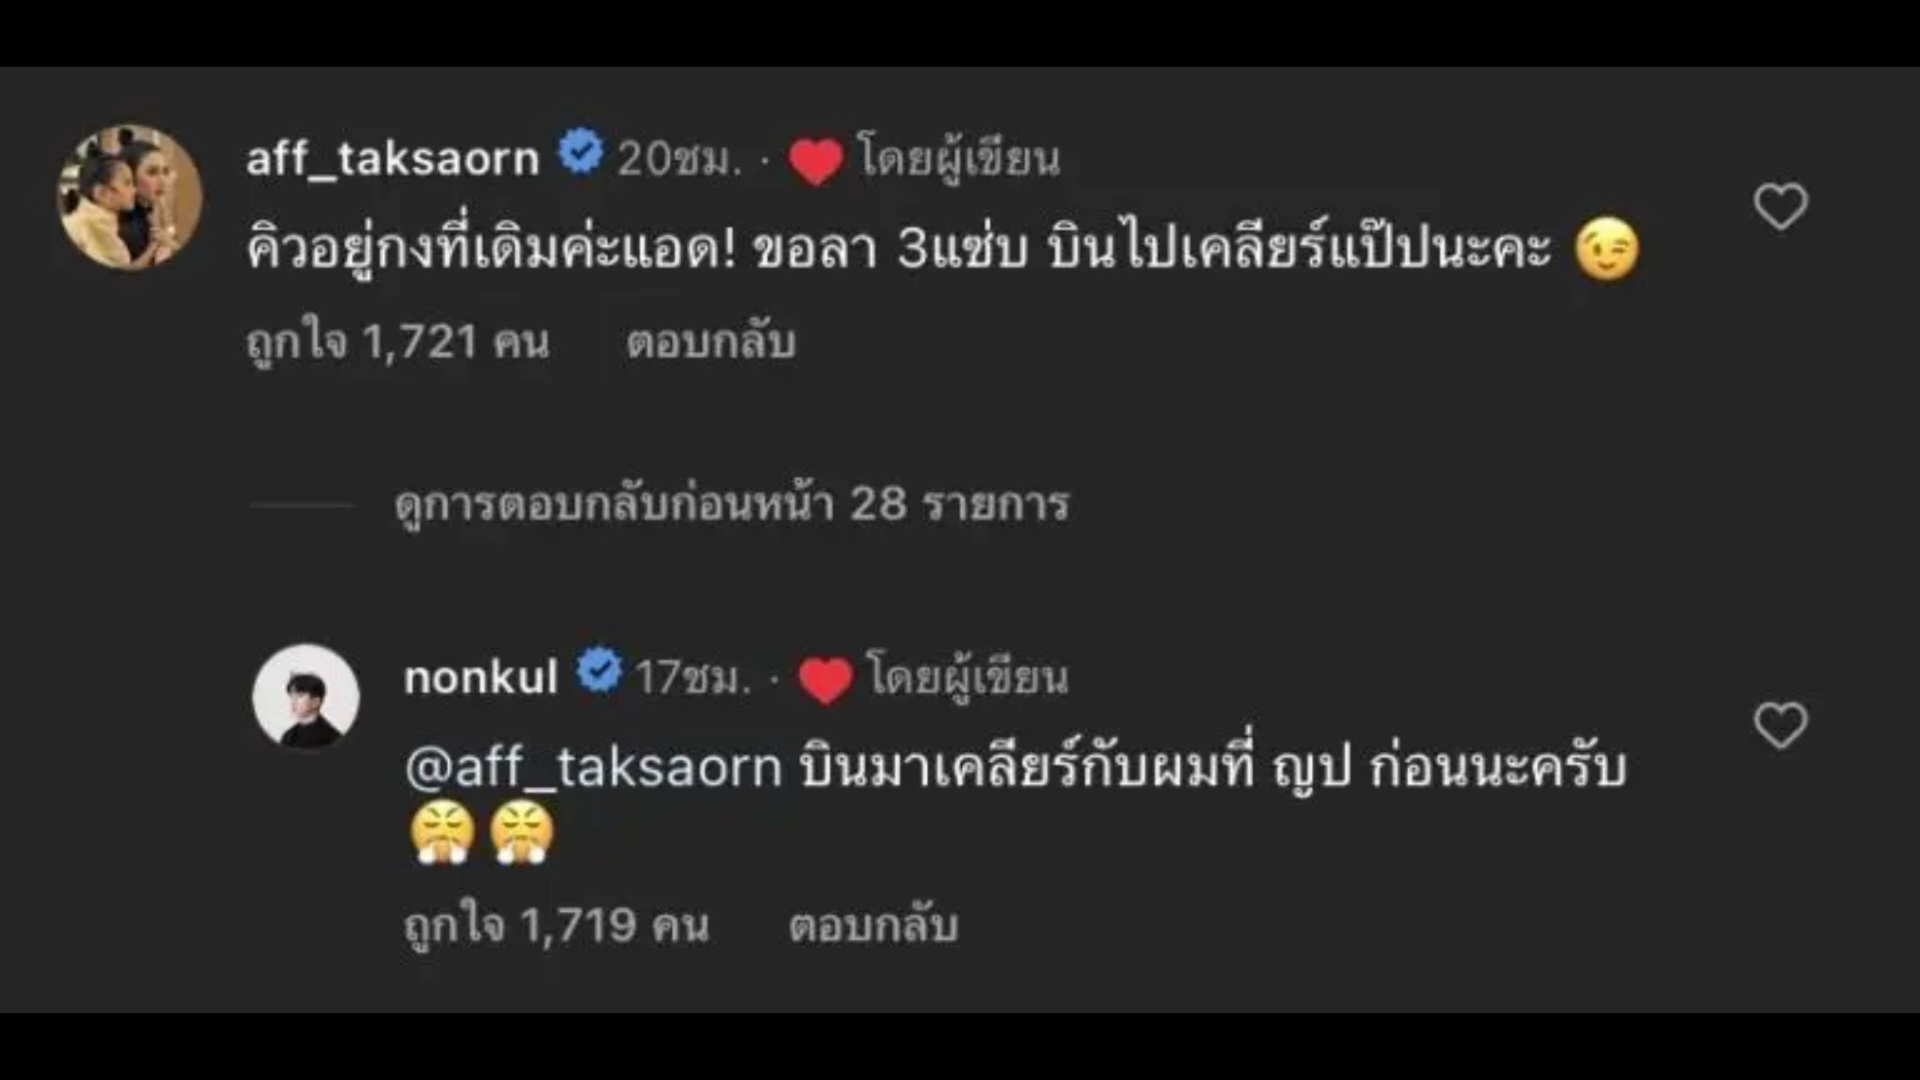 aff_taksaorn 20ชม. · ❤️ โดยผู้เขียน
คิวอยู่กงที่เดิมค่ะแอด! ขอลา 3แซ่บ บินไปเคลียร์แป๊ปนะคะ 😉
ถูกใจ 1,721 คน ตอบกลับ
ดูการตอบกลับก่อนหน้า 28 รายการ
nonkul 17ชม. · ❤️ โดยผู้เขียน
@aff_taksaorn บินมาเคลียร์กับผมที่ ญป ก่อนนะครับ
😤😤
ถูกใจ 1,719 คน ตอบกลับ